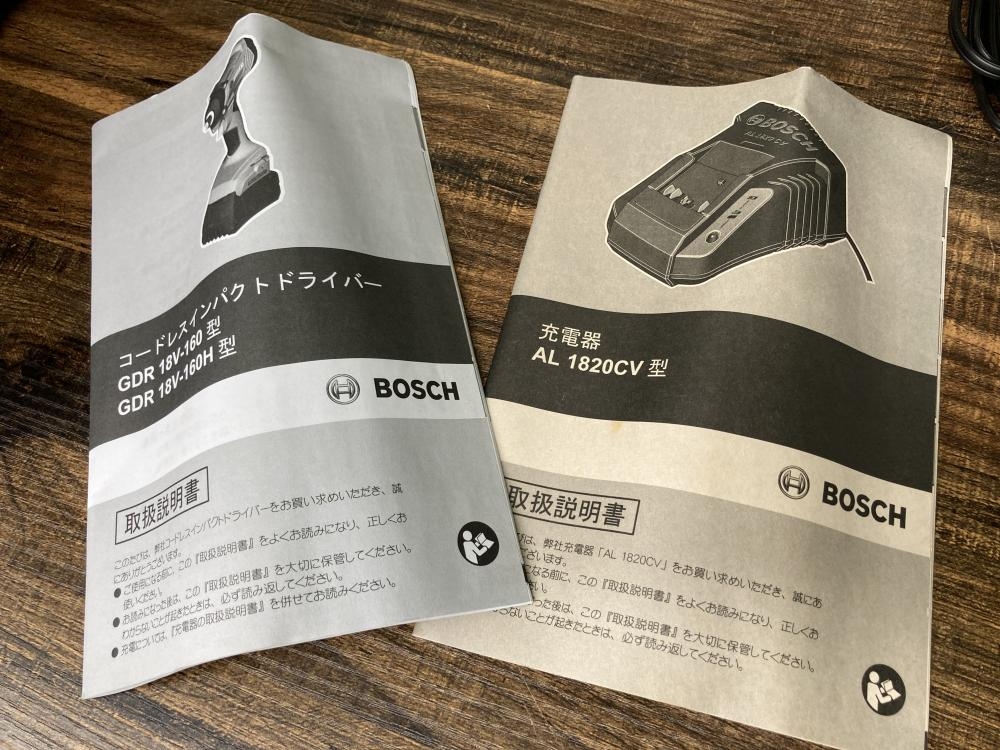 コードレスインパクトドライバー
GDR 18V-160 型
GDR 18V-160H 型
BOSCH
取扱説明書
このたびは、弊社コードレスインパクトドライバーをお買い求めいただき、誠
にありがとうございます。
● ご使用になる前に、この『取扱説明書』をよくお読みになり、正しくお
使いください。
● お読みになった後は、この『取扱説明書』を大切に保管してください。
わからないことが起きたときは、必ず読み返してください。
● 充電については、『充電器の取扱説明書』を併せてお読みください。
BOSCH
AL 1820 CV
充電器
AL 1820CV 型
BOSCH
取扱説明書
びは、弊社充電器「AL 1820CV」をお買い求めいただき、誠にあ
ございます。
なる前に、この『取扱説明書』をよくお読みになり、正しくお
い。
った後は、この『取扱説明書』を大切に保管してください。
らないことが起きたときは、必ず読み返してください。